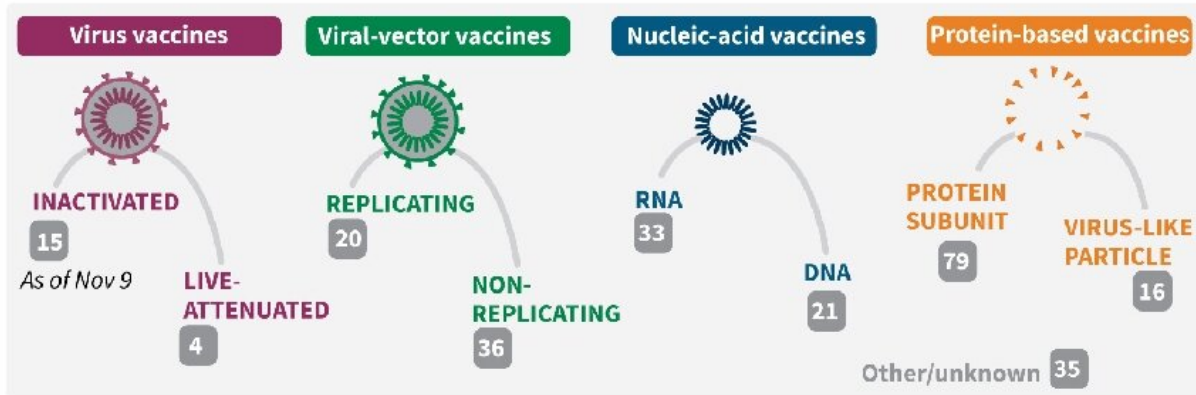 Virus vaccines
INACTIVATED
15
As of Nov 9
LIVE-
ATTENUATED
4
Viral-vector vaccines
REPLICATING
20
NON-
REPLICATING
36
Nucleic-acid vaccines
RNA
33
DNA
21
Protein-based vaccines
PROTEIN
SUBUNIT
79
VIRUS-LIKE
PARTICLE
16
Other/unknown 35